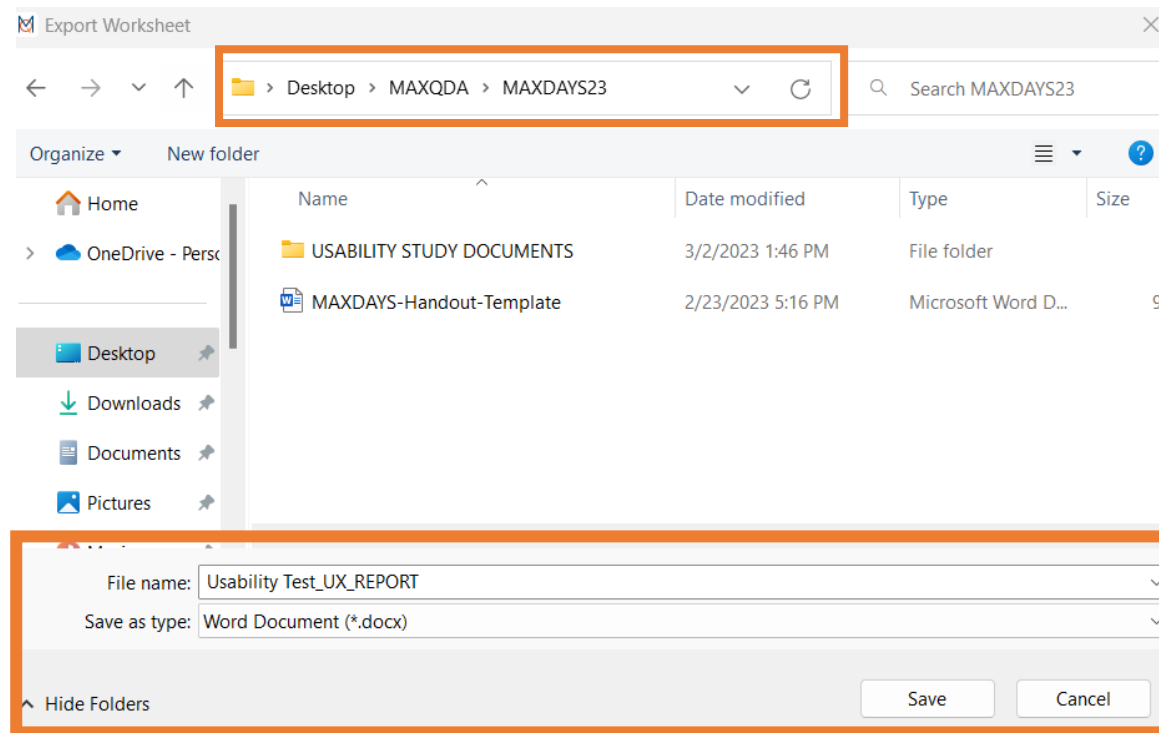 Export Worksheet
Desktop > MAXQDA > MAXDAYS23
Search MAXDAYS23
Organize
New folder
?
Name
Date modified
Type
Size
Home
OneDrive - Perso
USABILITY STUDY DOCUMENTS
3/2/2023 1:46 PM
File folder
MAXDAYS-Handout-Template
2/23/2023 5:16 PM
Microsoft Word D...
9
Desktop
Downloads
Documents
Pictures
File name: Usability Test_UX_REPORT
Save as type: Word Document (*.docx)
Hide Folders
Save
Cancel